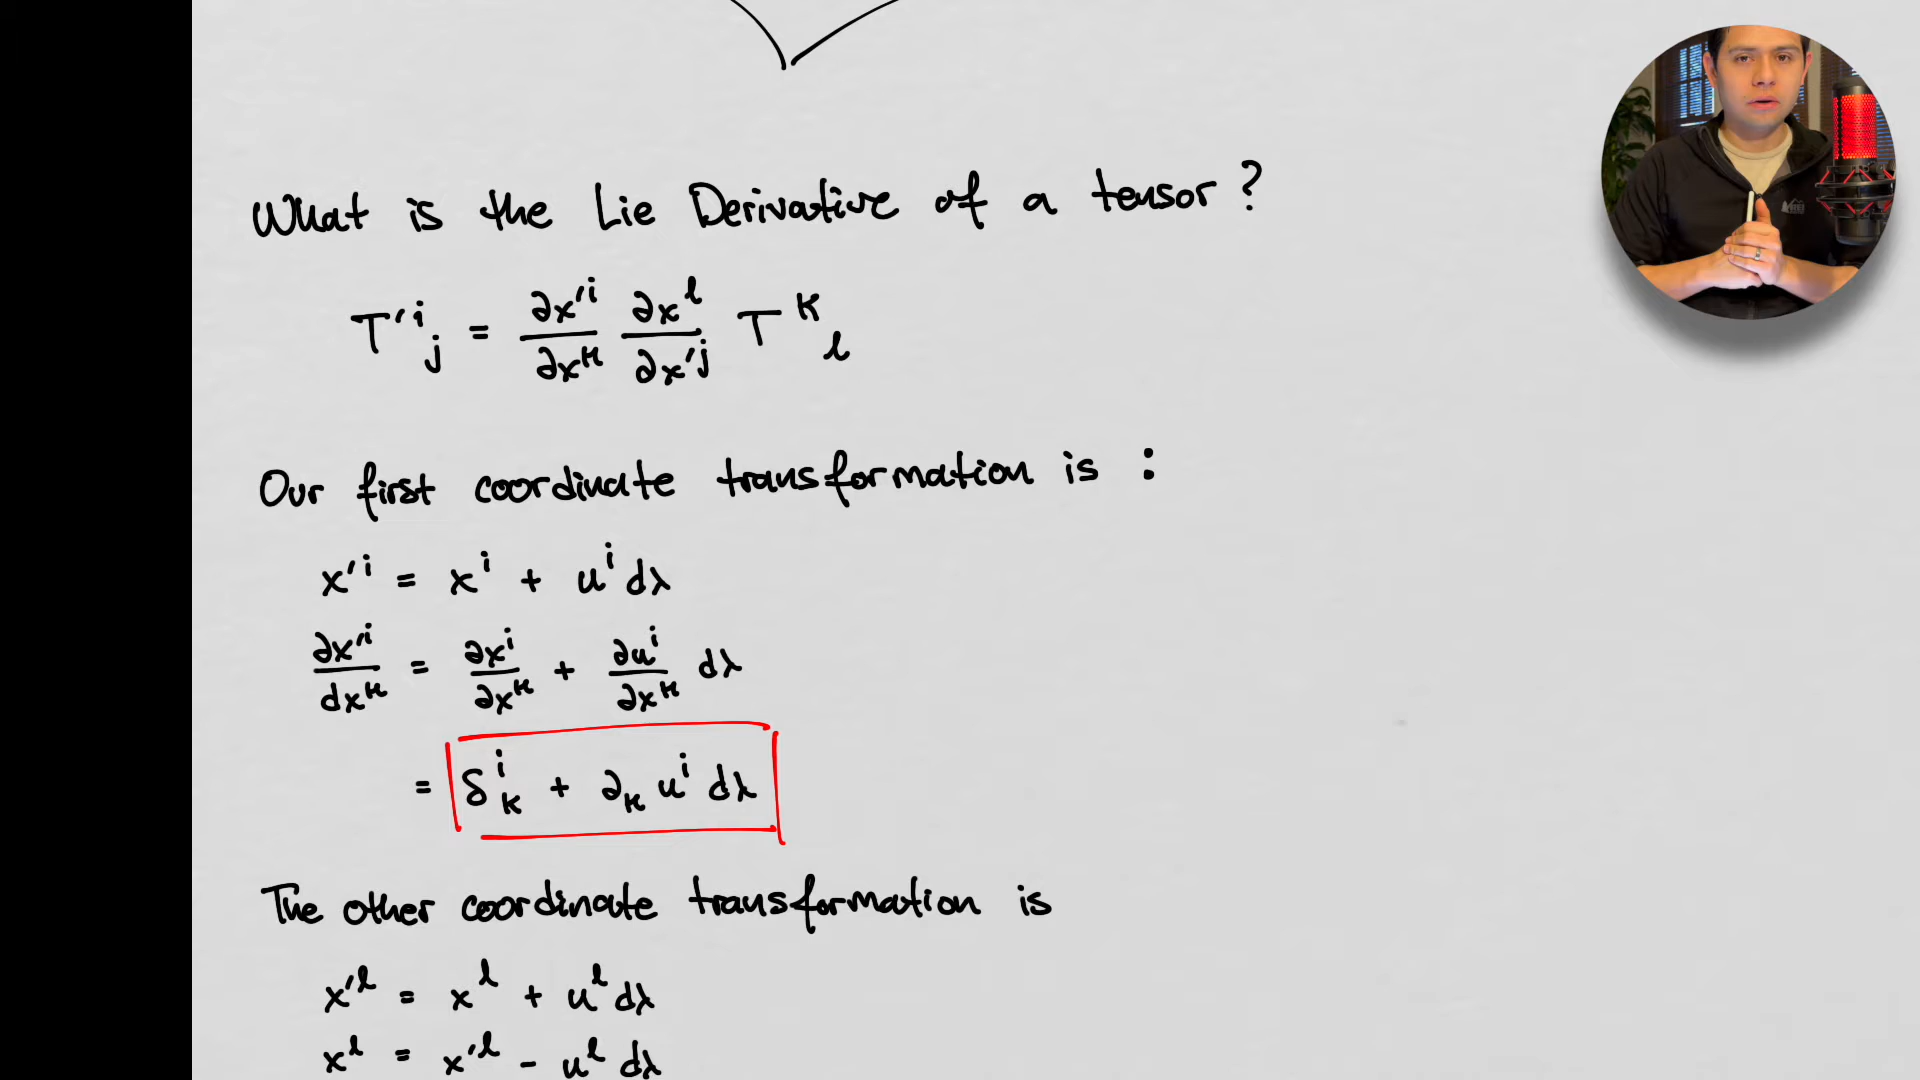 What is the Lie Derivative of a tensor?
T'^i_j = ∂x'^i/∂x^k ∂x^l/∂x'^j T^k_l
Our first coordinate transformation is :
x'^i = x^i + u^i dλ
∂x'^i/dx^k = ∂x^i/∂x^k + ∂u^i/∂x^k dλ
= δ^i_k + ∂_k u^i dλ
The other coordinate transformation is
x'^l = x^l + u^l dλ
x^l = x'^l - u^l dλ